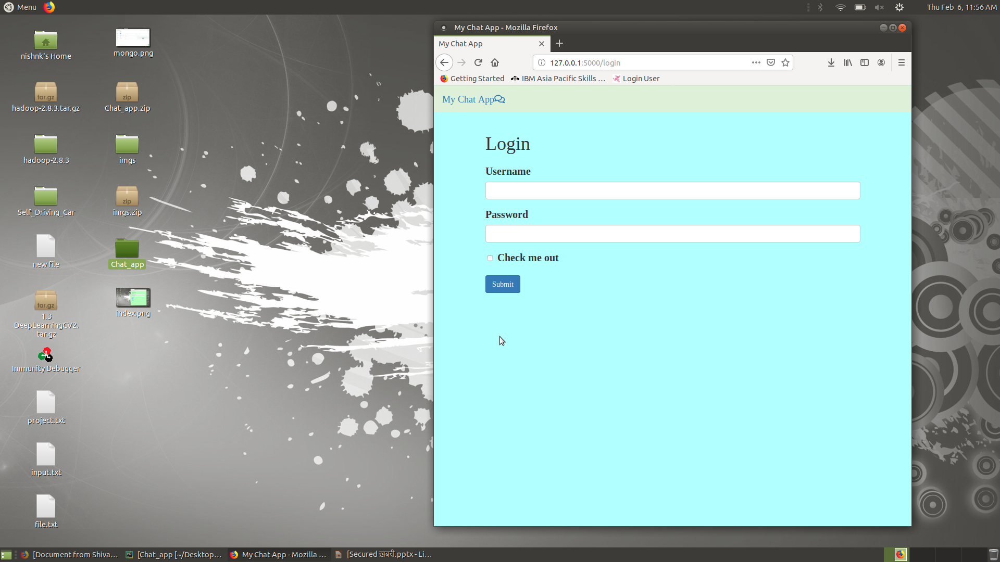 Menu
Thu Feb 6, 11:56 AM
nishnk's Home
mongo.png
tar.gz
hadoop-2.8.3.tar.gz
zip
Chat_app.zip
hadoop-2.8.3
imgs
Self_Driving_Car
zip
imgs.zip
new file
Chat_app
tar.gz
1.3
DeepLearningCV2.
tar.gz
index.png
Immunity Debugger
project.txt
input.txt
file.txt
My Chat App - Mozilla Firefox
My Chat App
127.0.0.1:5000/login
Getting Started
IBM Asia Pacific Skills ...
Login User
My Chat App
Login
Username
Password
Check me out
Submit
[Document from Shiva...
[Chat_app [~/Desktop...
My Chat App - Mozilla ...
[Secured ख़बरी.pptx - Li...